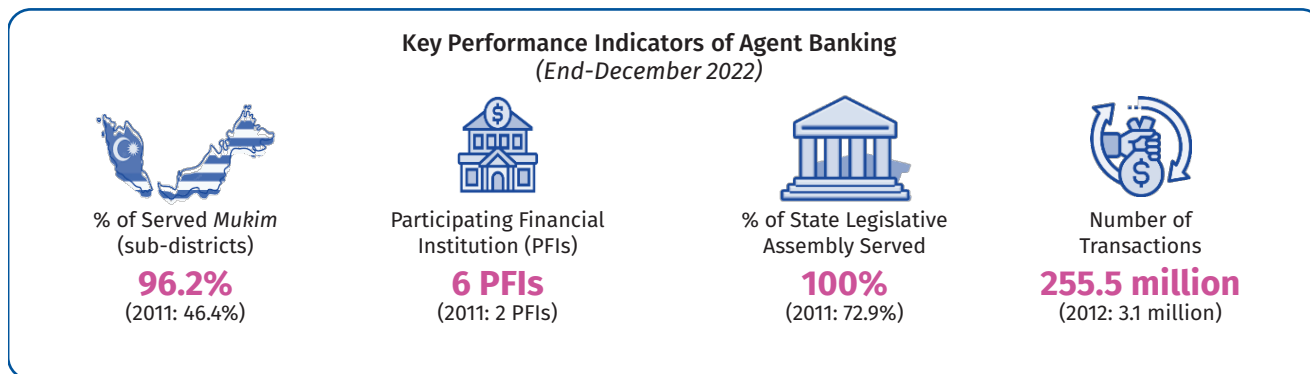 Key Performance Indicators of Agent Banking
(End-December 2022)
$
$
% of Served Mukim
(sub-districts)
96.2%
(2011: 46.4%)
Participating Financial
Institution (PFIs)
6 PFIs
(2011: 2 PFIs)
% of State Legislative
Assembly Served
100%
(2011: 72.9%)
Number of
Transactions
255.5 million
(2012: 3.1 million)